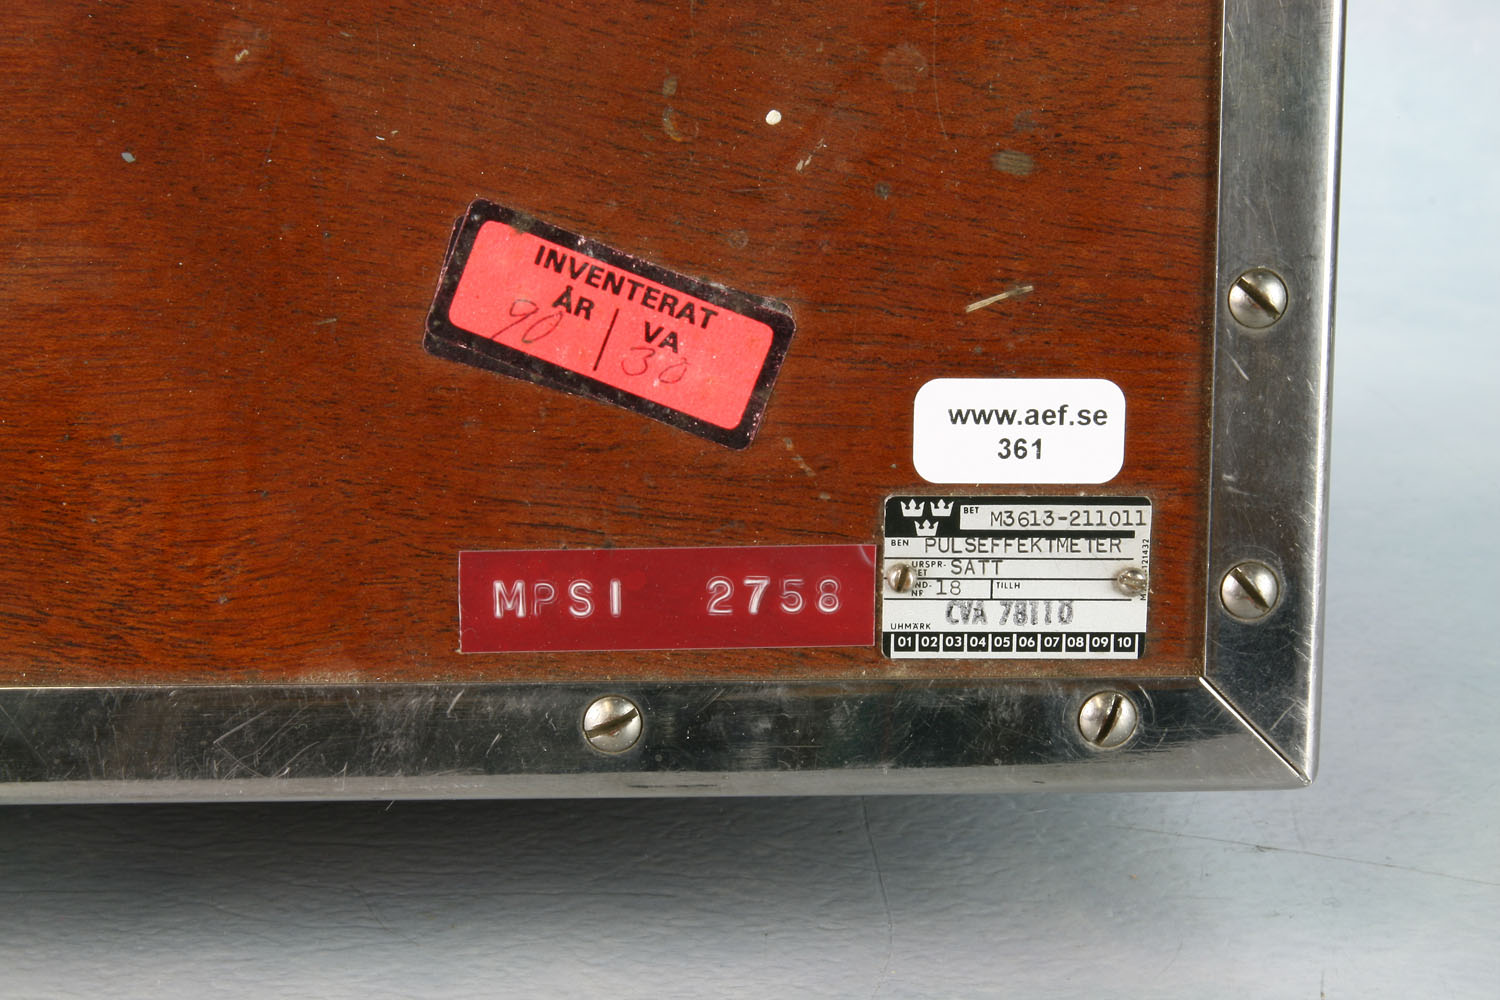 INVENTERAT
ÅR VA
90 30
www.aef.se
361
MPSI 2758
BET M3613-211011
BEN PULSEFFEKTMETER
URSPR- SATT
18 TILLH
CVA 78110
UHMÄRK
01 02 03 04 05 06 07 08 09 10